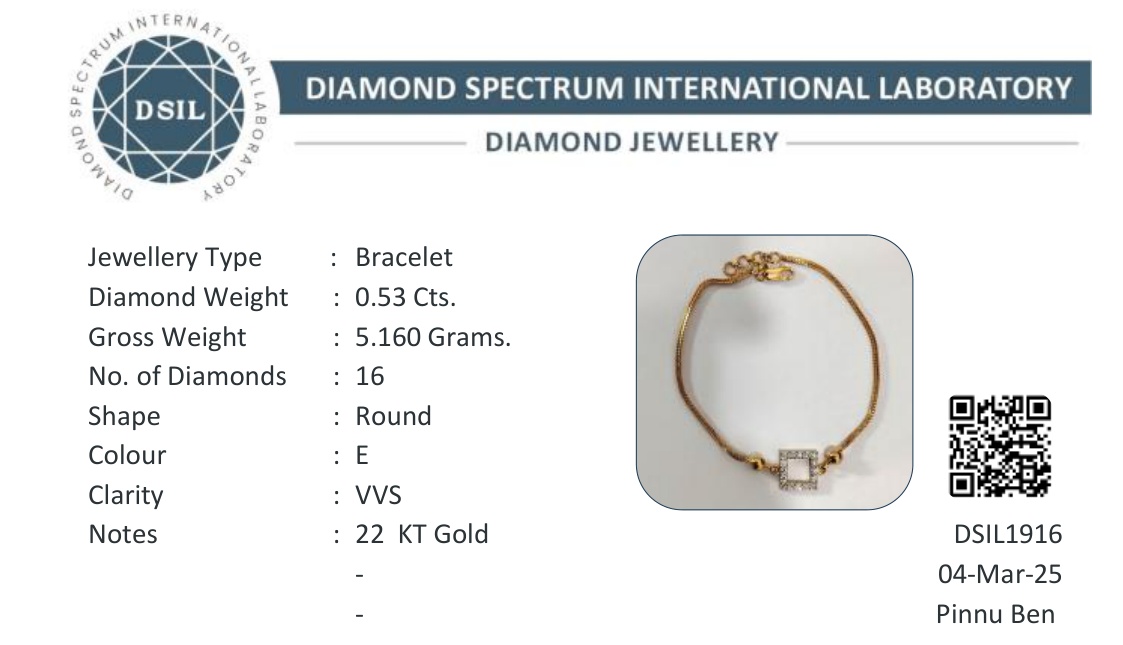 DIAMOND SPECTRUM INTERNATIONAL LABORATORY
DSIL
DIAMOND SPECTRUM INTERNATIONAL LABORATORY
DIAMOND JEWELLERY
Jewellery Type : Bracelet
Diamond Weight : 0.53 Cts.
Gross Weight : 5.160 Grams.
No. of Diamonds : 16
Shape : Round
Colour : E
Clarity : VVS
Notes : 22 KT Gold
-
-
DSIL1916
04-Mar-25
Pinnu Ben